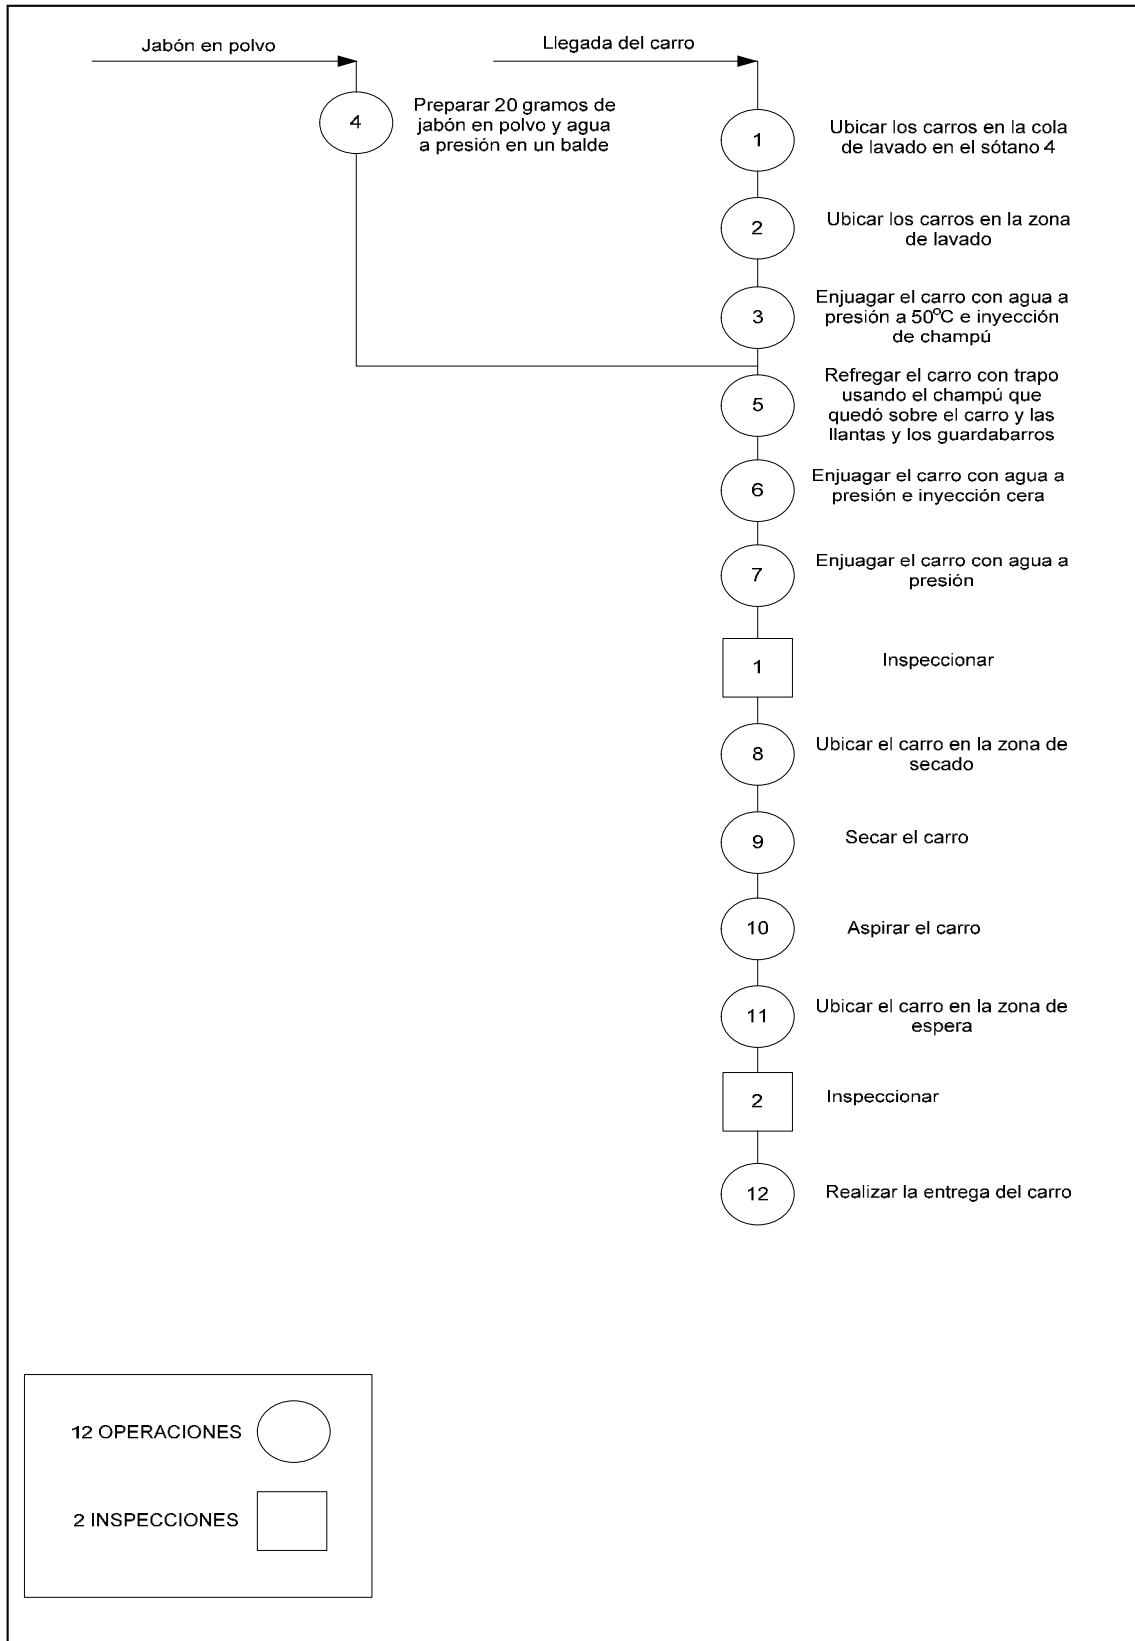 Jabón en polvo
Llegada del carro
4
Preparar 20 gramos de
jabón en polvo y agua
a presión en un balde
1
Ubicar los carros en la cola
de lavado en el sótano 4
2
Ubicar los carros en la zona
de lavado
3
Enjuagar el carro con agua a
presión a 50°C e inyección
de champú
5
Refregar el carro con trapo
usando el champú que
quedó sobre el carro y las
llantas y los guardabarros
6
Enjuagar el carro con agua a
presión e inyección cera
7
Enjuagar el carro con agua a
presión
1
Inspeccionar
8
Ubicar el carro en la zona de
secado
9
Secar el carro
10
Aspirar el carro
11
Ubicar el carro en la zona de
espera
2
Inspeccionar
12
Realizar la entrega del carro
12 OPERACIONES
2 INSPECCIONES